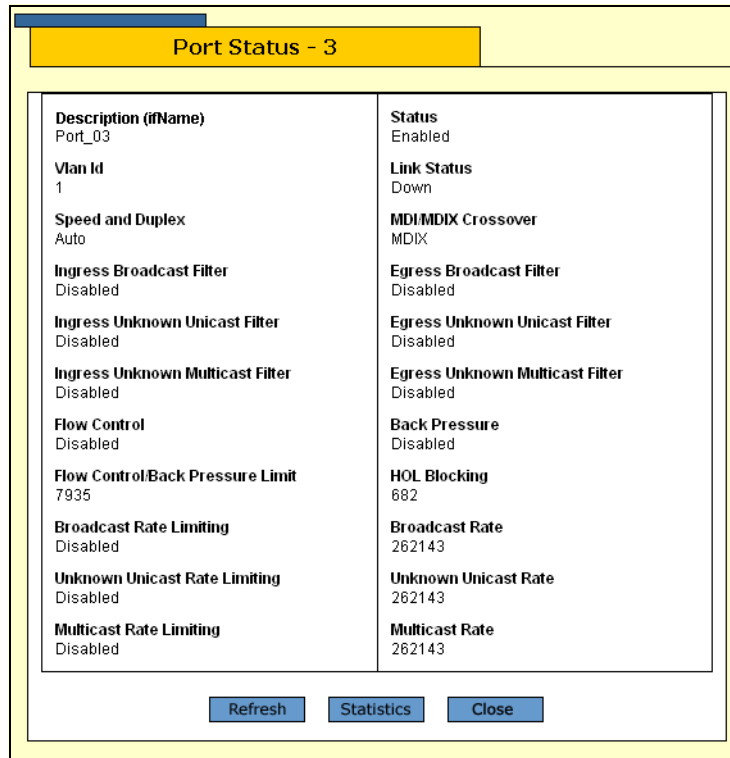 Port Status - 3
Description (ifName)
Port_03
Status
Enabled
Vlan Id
1
Link Status
Down
Speed and Duplex
Auto
MDI/MDIX Crossover
MDIX
Ingress Broadcast Filter
Disabled
Egress Broadcast Filter
Disabled
Ingress Unknown Unicast Filter
Disabled
Egress Unknown Unicast Filter
Disabled
Ingress Unknown Multicast Filter
Disabled
Egress Unknown Multicast Filter
Disabled
Flow Control
Disabled
Back Pressure
Disabled
Flow Control/Back Pressure Limit
7935
HOL Blocking
682
Broadcast Rate Limiting
Disabled
Broadcast Rate
262143
Unknown Unicast Rate Limiting
Disabled
Unknown Unicast Rate
262143
Multicast Rate Limiting
Disabled
Multicast Rate
262143
Refresh
Statistics
Close